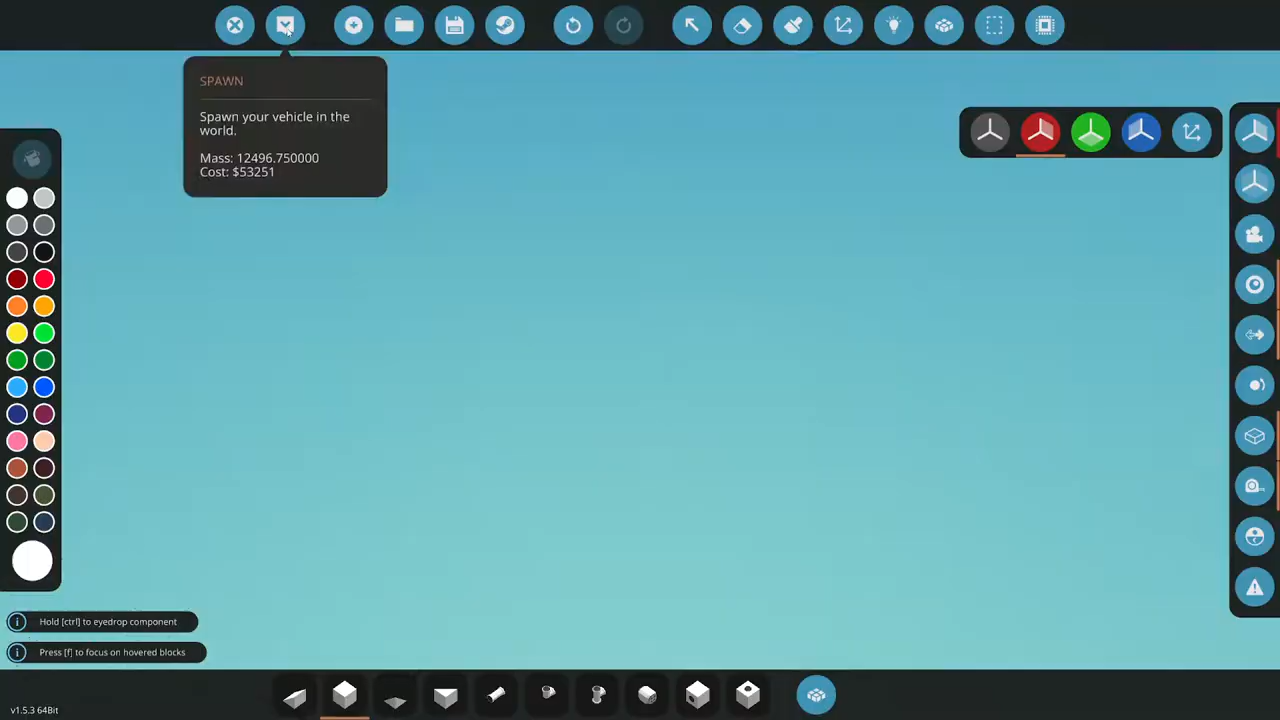 SPAWN
Spawn your vehicle in the
world.
Mass: 12496.750000
Cost: $53251
Hold [ctrl] to eyedrop component
Press [f] to focus on hovered blocks
v1.5.3 64Bit